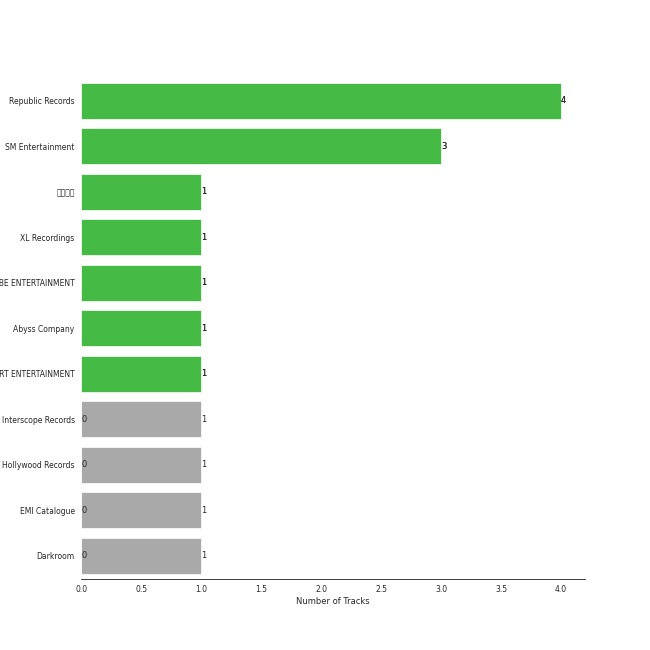 Republic Records 4
SM Entertainment 3
1
XL Recordings 1
BE ENTERTAINMENT 1
Abyss Company 1
RT ENTERTAINMENT 1
Interscope Records 0 1
Hollywood Records 0 1
EMI Catalogue 0 1
Darkroom 0 1
0.0 0.5 1.0 1.5 2.0 2.5 3.0 3.5 4.0
Number of Tracks